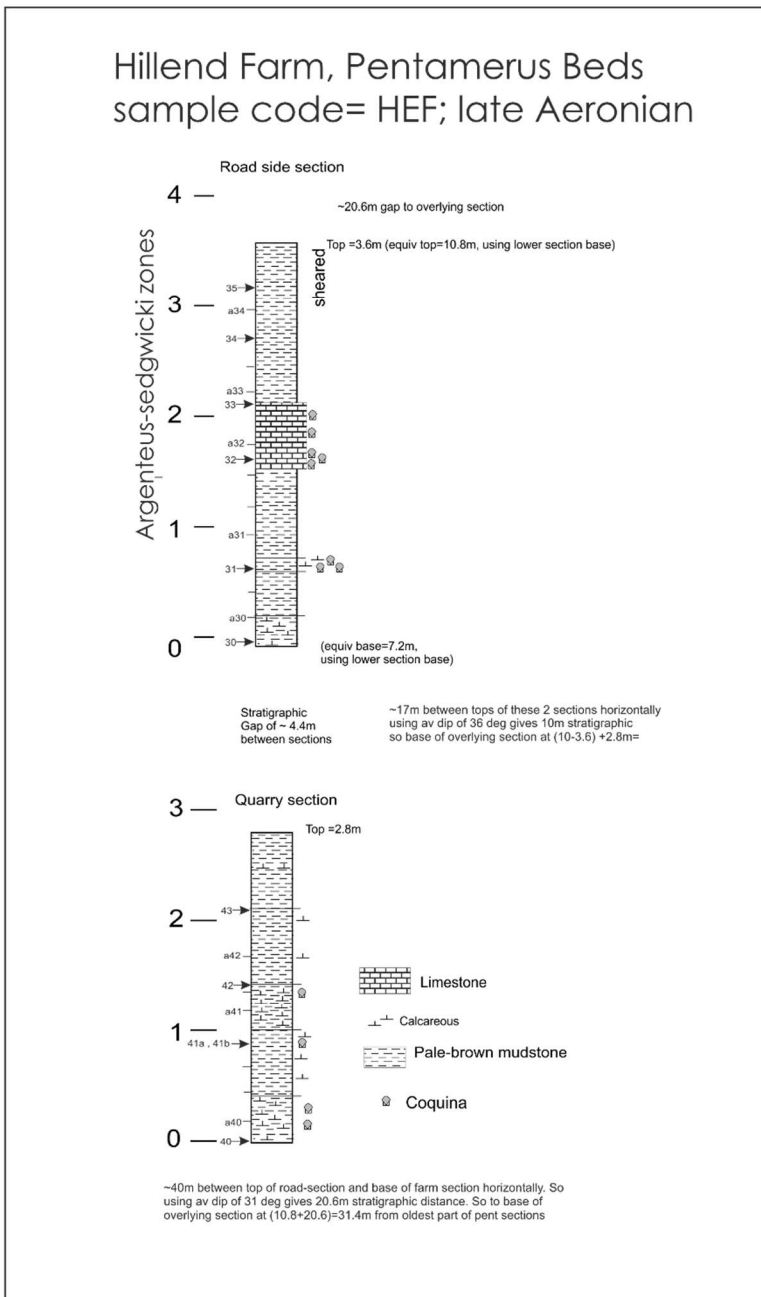 Hillend Farm, Pentamerus Beds
sample code= HEF; late Aeronian
Road side section
4
~20.6m gap to overlying section
Argenteus-sedgwicki zones
Top =3.6m (equiv top=10.8m, using lower section base)
sheared
35
3
a34
34
a33
33
2
a32
32
1
a31
31
a30
30
0
(equiv base=7.2m,
using lower section base)
Stratigraphic
Gap of ~ 4.4m
between sections
~17m between tops of these 2 sections horizontally
using av dip of 36 deg gives 10m stratigraphic
so base of overlying section at (10-3.6) +2.8m=
3
Quarry section
Top =2.8m
43
2
a42
42
Limestone
a41
1
Calcareous
41a , 41b
Pale-brown mudstone
Coquina
a40
0
40
~40m between top of road-section and base of farm section horizontally. So
using av dip of 31 deg gives 20.6m stratigraphic distance. So to base of
overlying section at (10.8+20.6)=31.4m from oldest part of pent sections